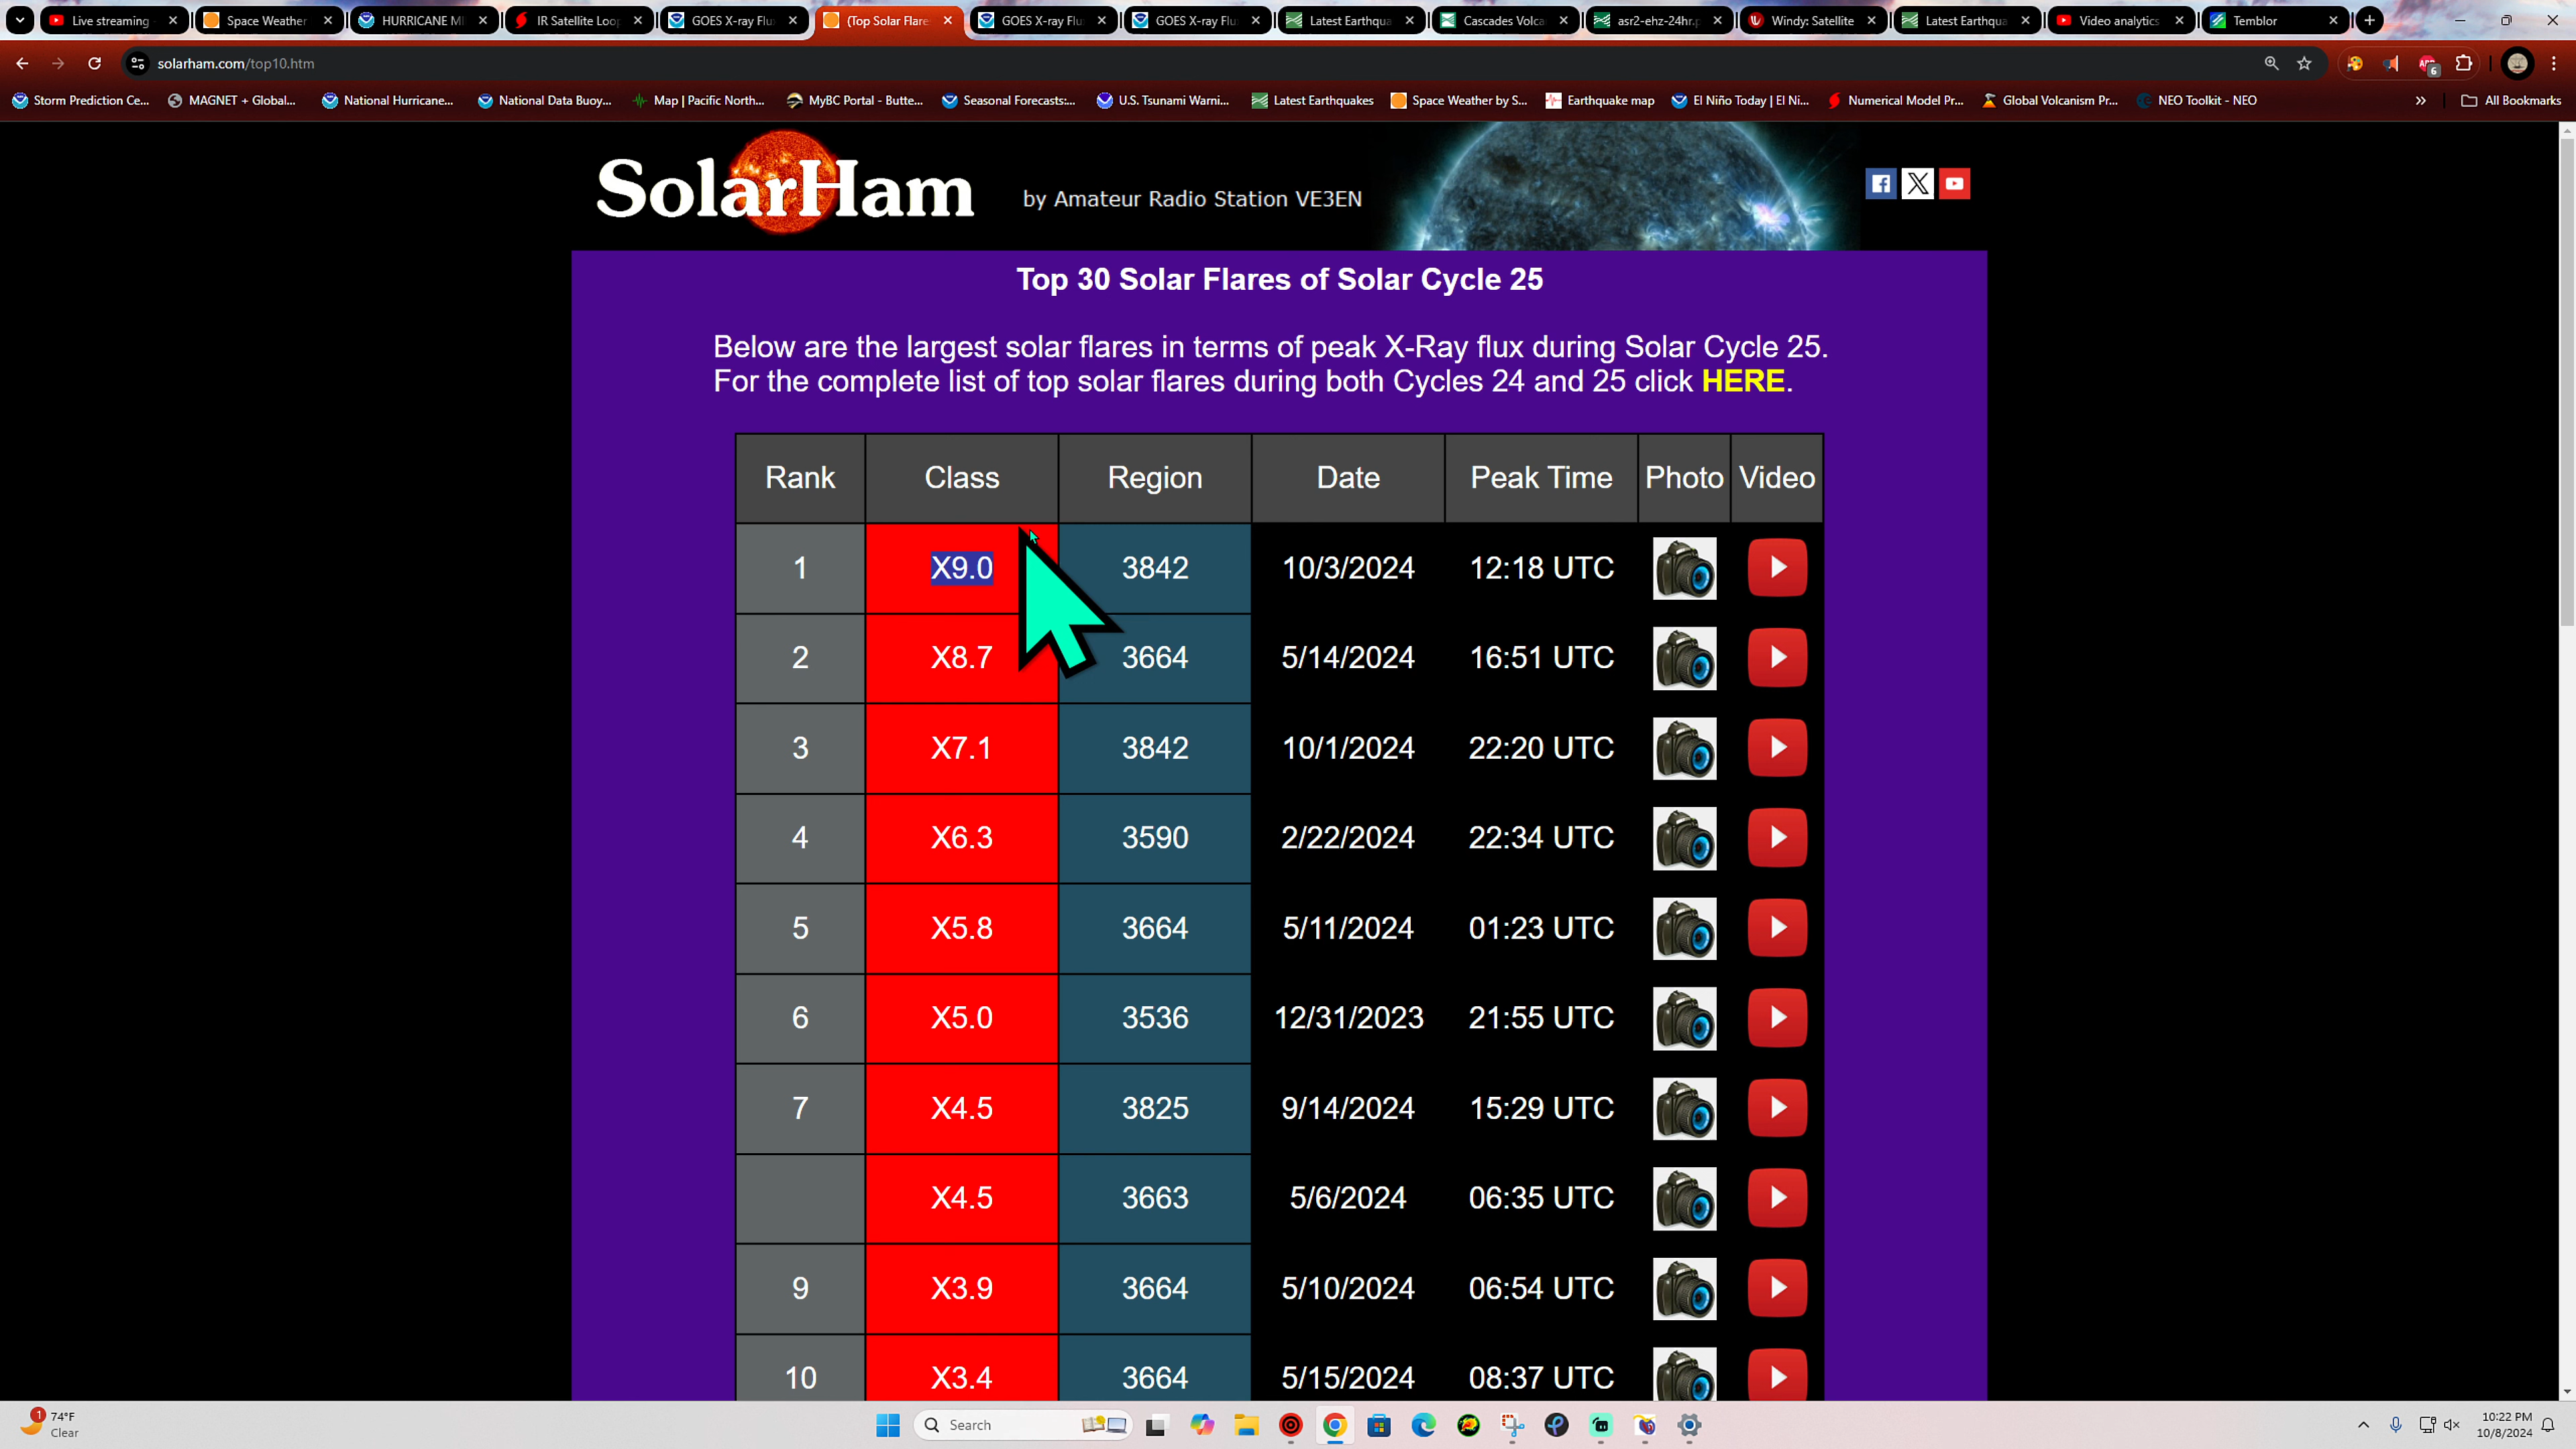 Live streaming
Space Weather
HURRICANE MI
IR Satellite Loop
GOES X-ray Flu
(Top Solar Flare
GOES X-ray Flu
GOES X-ray Flu
Latest Earthqua
Cascades Volca
asr2-ehz-24hr.p
Windy: Satellite
Latest Earthqua
Video analytics
Temblor
solarham.com/top10.htm
6
Storm Prediction Ce...
MAGNET + Global...
National Hurricane...
National Data Buoy...
Map | Pacific North...
MyBC Portal - Butte...
Seasonal Forecasts:...
U.S. Tsunami Warni...
Latest Earthquakes
Space Weather by S...
Earthquake map
El Niño Today | El Ni...
Numerical Model Pr...
Global Volcanism Pr...
NEO Toolkit - NEO
All Bookmarks
SolarHam
by Amateur Radio Station VE3EN
Top 30 Solar Flares of Solar Cycle 25
Below are the largest solar flares in terms of peak X-Ray flux during Solar Cycle 25.
For the complete list of top solar flares during both Cycles 24 and 25 click HERE.
Rank Class Region Date Peak Time Photo Video
1 X9.0 3842 10/3/2024 12:18 UTC
2 X8.7 3664 5/14/2024 16:51 UTC
3 X7.1 3842 10/1/2024 22:20 UTC
4 X6.3 3590 2/22/2024 22:34 UTC
5 X5.8 3664 5/11/2024 01:23 UTC
6 X5.0 3536 12/31/2023 21:55 UTC
7 X4.5 3825 9/14/2024 15:29 UTC
X4.5 3663 5/6/2024 06:35 UTC
9 X3.9 3664 5/10/2024 06:54 UTC
10 X3.4 3664 5/15/2024 08:37 UTC
1
74°F
Clear
Search
10:22 PM
10/8/2024